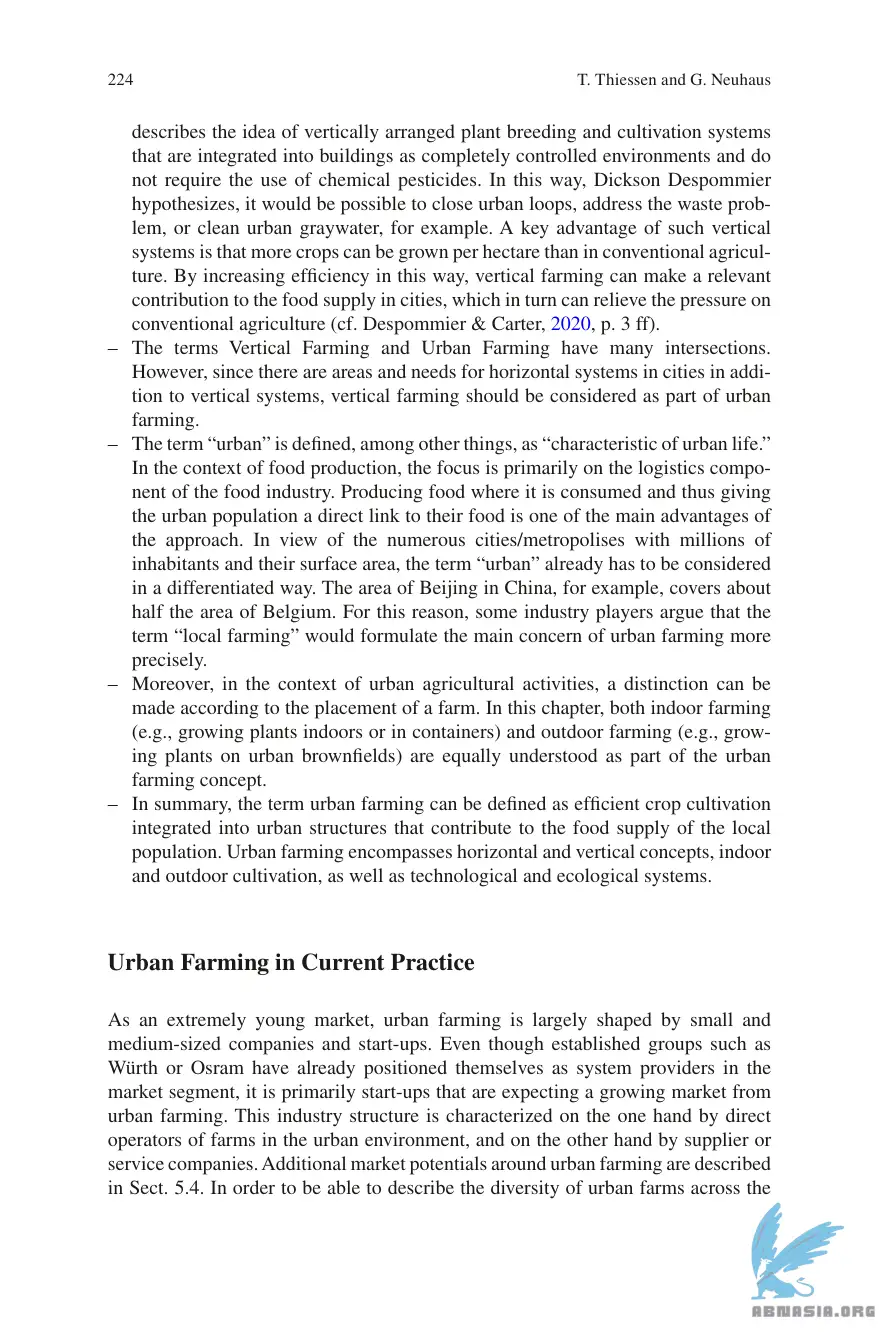 224 T. Thiessen and G. Neuhaus
describes the idea of vertically arranged plant breeding and cultivation systems
that are integrated into buildings as completely controlled environments and do
not require the use of chemical pesticides. In this way, Dickson Despommier
hypothesizes, it would be possible to close urban loops, address the waste prob-
lem, or clean urban graywater, for example. A key advantage of such vertical
systems is that more crops can be grown per hectare than in conventional agricul-
ture. By increasing efficiency in this way, vertical farming can make a relevant
contribution to the food supply in cities, which in turn can relieve the pressure on
conventional agriculture (cf. Despommier & Carter, 2020, p. 3 ff).
– The terms Vertical Farming and Urban Farming have many intersections.
However, since there are areas and needs for horizontal systems in cities in addi-
tion to vertical systems, vertical farming should be considered as part of urban
farming.
– The term “urban” is defined, among other things, as “characteristic of urban life.”
In the context of food production, the focus is primarily on the logistics compo-
nent of the food industry. Producing food where it is consumed and thus giving
the urban population a direct link to their food is one of the main advantages of
the approach. In view of the numerous cities/metropolises with millions of
inhabitants and their surface area, the term “urban” already has to be considered
in a differentiated way. The area of Beijing in China, for example, covers about
half the area of Belgium. For this reason, some industry players argue that the
term “local farming” would formulate the main concern of urban farming more
precisely.
– Moreover, in the context of urban agricultural activities, a distinction can be
made according to the placement of a farm. In this chapter, both indoor farming
(e.g., growing plants indoors or in containers) and outdoor farming (e.g., grow-
ing plants on urban brownfields) are equally understood as part of the urban
farming concept.
– In summary, the term urban farming can be defined as efficient crop cultivation
integrated into urban structures that contribute to the food supply of the local
population. Urban farming encompasses horizontal and vertical concepts, indoor
and outdoor cultivation, as well as technological and ecological systems.
Urban Farming in Current Practice
As an extremely young market, urban farming is largely shaped by small and
medium-sized companies and start-ups. Even though established groups such as
Würth or Osram have already positioned themselves as system providers in the
market segment, it is primarily start-ups that are expecting a growing market from
urban farming. This industry structure is characterized on the one hand by direct
operators of farms in the urban environment, and on the other hand by supplier or
service companies. Additional market potentials around urban farming are described
in Sect. 5.4. In order to be able to describe the diversity of urban farms across the
ABNASIA.ORG